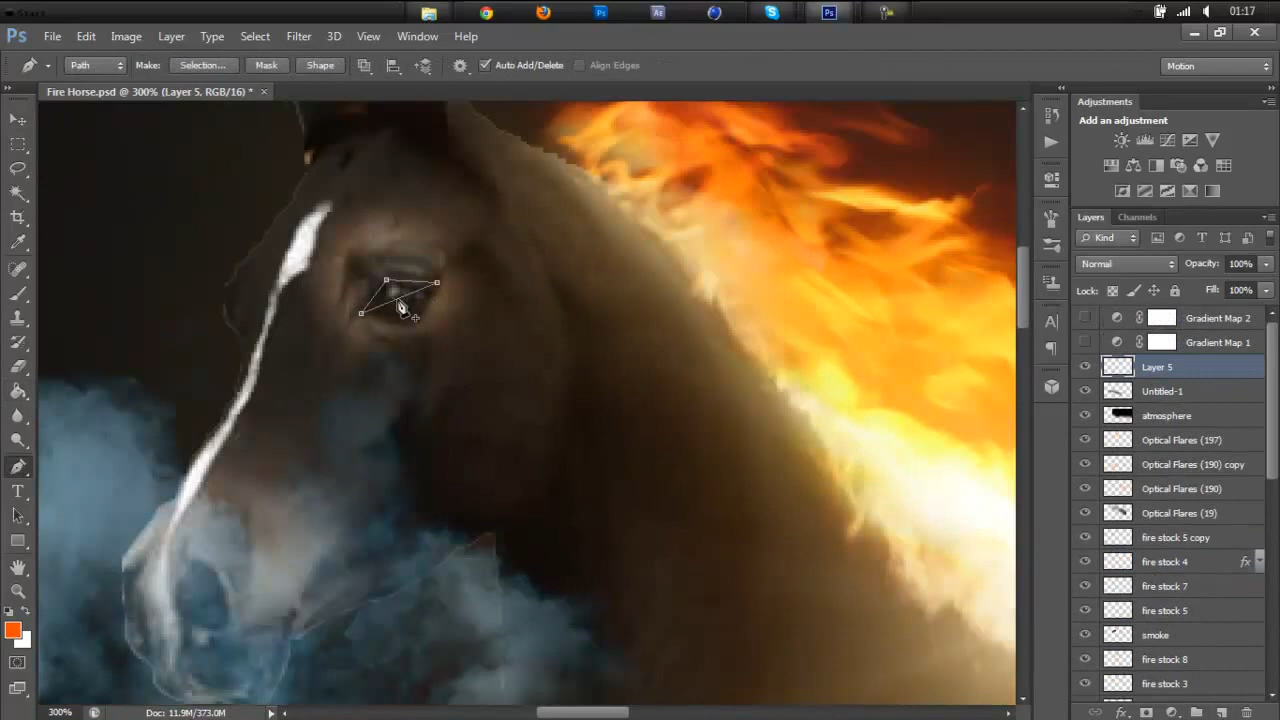 Start
Ps
Ae
Ps
01:17
Ps File Edit Image Layer Type Select Filter 3D View Window Help
Path Make: Selection... Mask Shape Auto Add/Delete Align Edges Motion
Fire Horse.psd @ 300% (Layer 5, RGB/16) *
Adjustments
Add an adjustment
Layers Channels
Kind
Normal Opacity: 100%
Lock: Fill: 100%
Gradient Map 2
Gradient Map 1
Layer 5
Untitled-1
atmosphere
Optical Flares (197)
Optical Flares (190) copy
Optical Flares (190)
Optical Flares (19)
fire stock 5 copy
fire stock 4 fx
fire stock 7
fire stock 5
smoke
fire stock 8
fire stock 3
300% Doc: 11.9M/373.0M